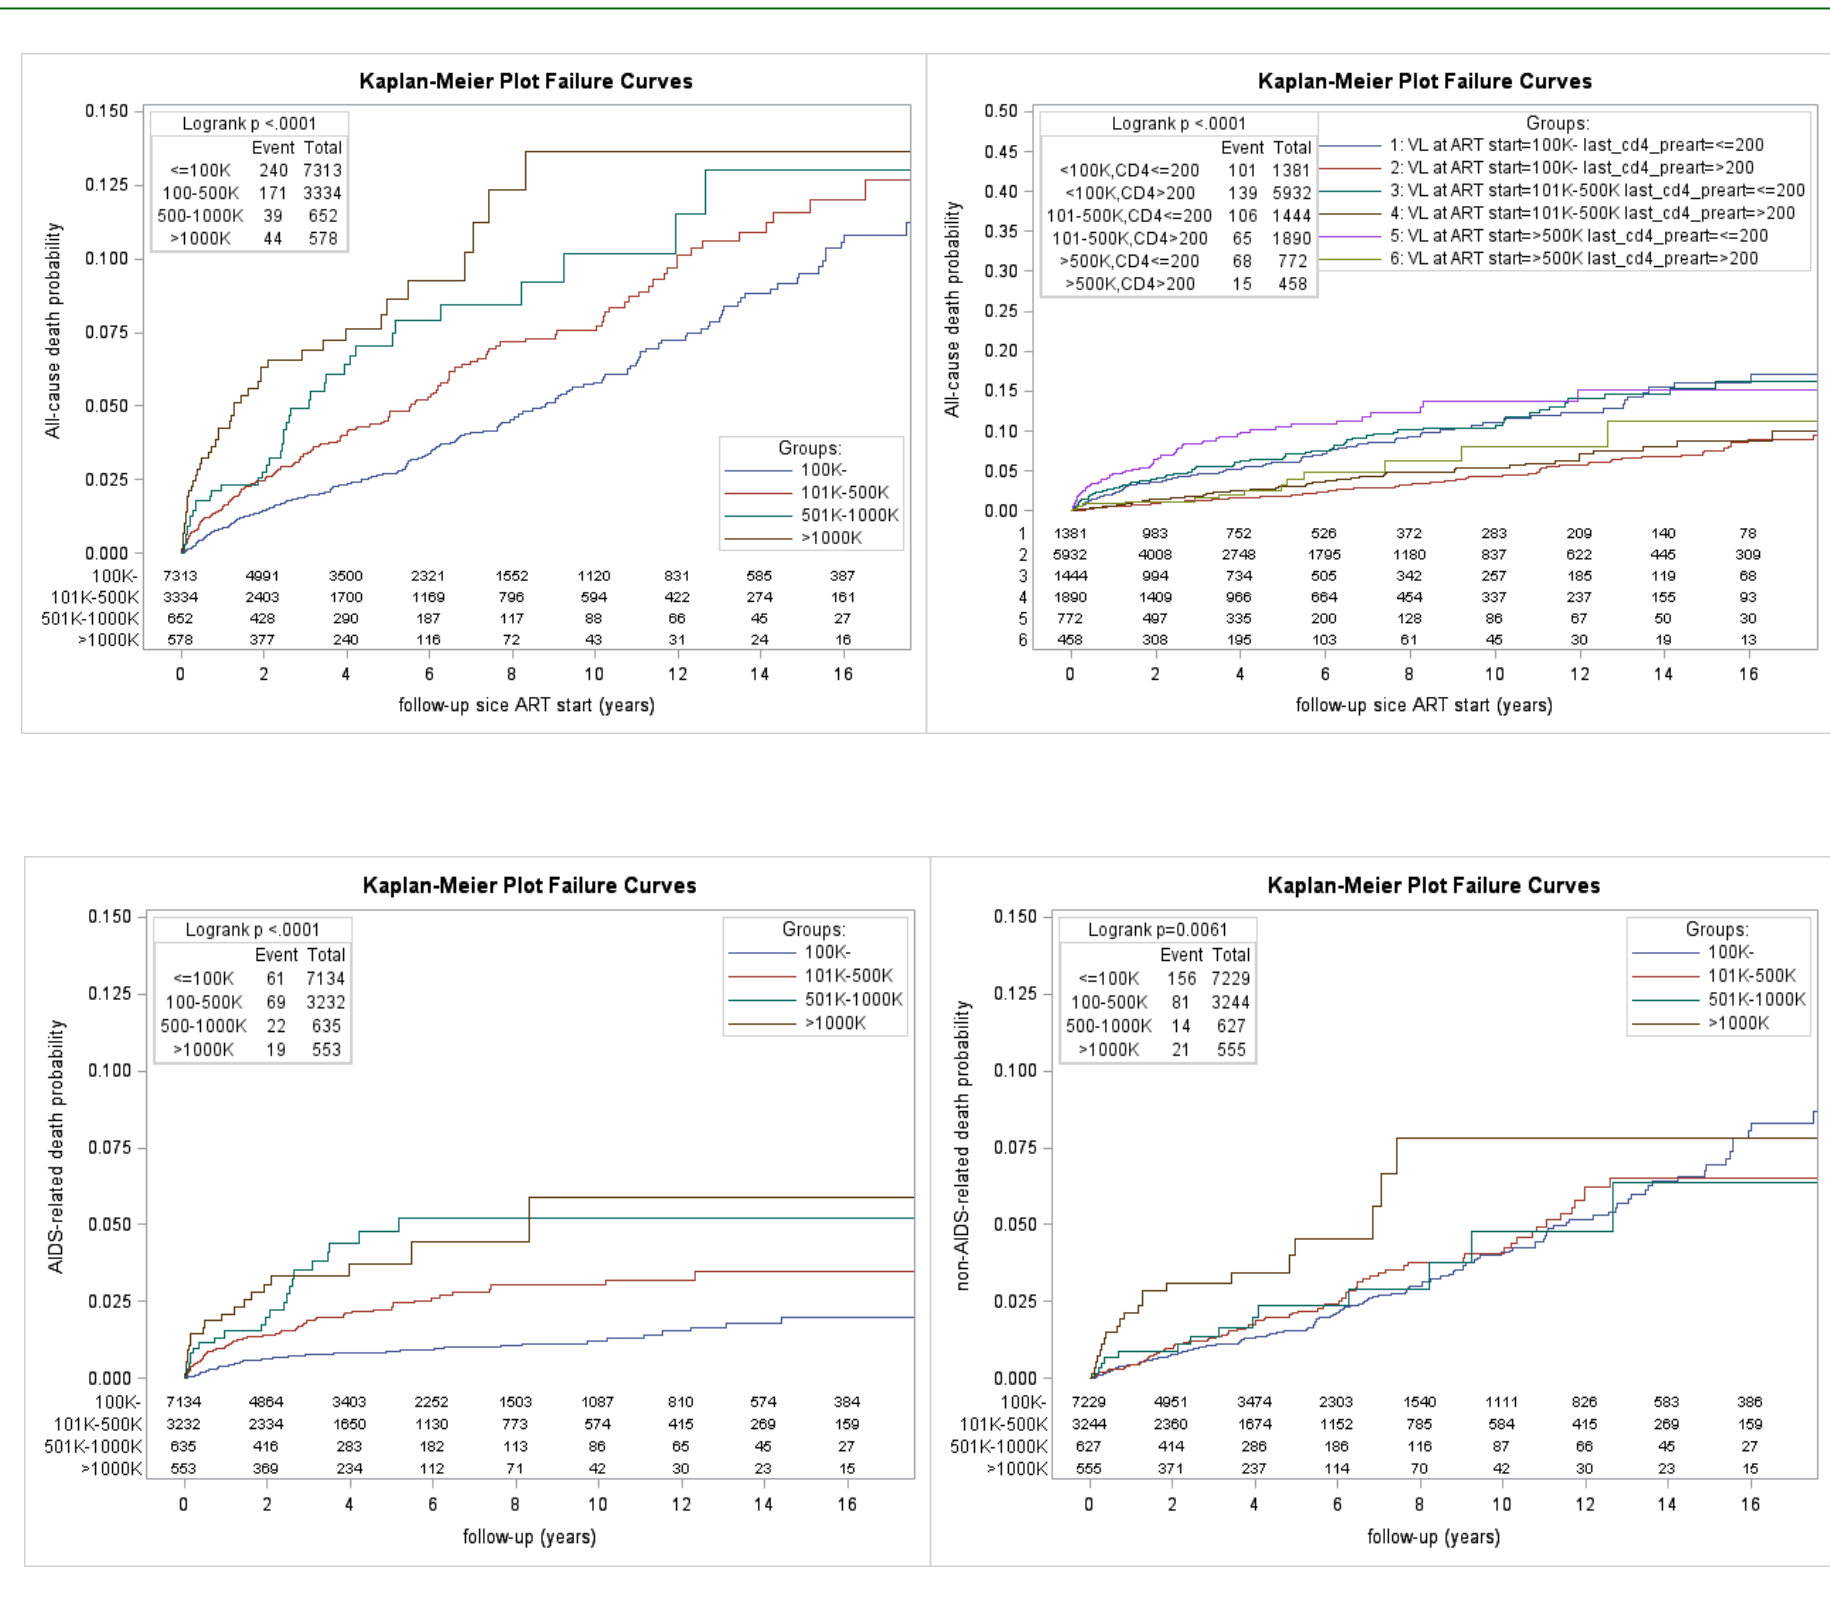 Kaplan-Meier Plot Failure Curves
All-cause death probability
0.150
0.125
0.100
0.075
0.050
0.025
0.000
Logrank p <.0001
Event Total
<=100K 240 7313
100-500K 171 3334
500-1000K 39 652
>1000K 44 578
Groups:
100K-
101K-500K
501K-1000K
>1000K
100K- 7313 4991 3500 2321 1552 1120 831 585 387
101K-500K 3334 2403 1700 1169 796 594 422 274 161
501K-1000K 652 428 290 187 117 88 66 45 27
>1000K 578 377 240 116 72 43 31 24 16
0 2 4 6 8 10 12 14 16
follow-up sice ART start (years)
Kaplan-Meier Plot Failure Curves
All-cause death probability
0.50
0.45
0.40
0.35
0.30
0.25
0.20
0.15
0.10
0.05
0.00
Logrank p <.0001
Event Total
<100K,CD4<=200 101 1381
<100K,CD4>200 139 5932
101-500K,CD4<=200 106 1444
101-500K,CD4>200 65 1890
>500K,CD4<=200 68 772
>500K,CD4>200 15 458
Groups:
1: VL at ART start=100K- last_cd4_preart=<=200
2: VL at ART start=100K- last_cd4_preart=>200
3: VL at ART start=101K-500K last_cd4_preart=<=200
4: VL at ART start=101K-500K last_cd4_preart=>200
5: VL at ART start=>500K last_cd4_preart=<=200
6: VL at ART start=>500K last_cd4_preart=>200
1 1381 983 752 526 372 283 209 140 78
2 5932 4008 2748 1795 1180 837 622 445 309
3 1444 994 734 505 342 257 185 119 68
4 1890 1409 966 664 454 337 237 155 93
5 772 497 335 200 128 86 67 50 30
6 458 308 195 103 61 45 30 19 13
0 2 4 6 8 10 12 14 16
follow-up sice ART start (years)
Kaplan-Meier Plot Failure Curves
AIDS-related death probability
0.150
0.125
0.100
0.075
0.050
0.025
0.000
Logrank p <.0001
Event Total
<=100K 61 7134
100-500K 69 3232
500-1000K 22 635
>1000K 19 553
Groups:
100K-
101K-500K
501K-1000K
>1000K
100K- 7134 4864 3403 2252 1503 1087 810 574 384
101K-500K 3232 2334 1650 1130 773 574 415 269 159
501K-1000K 635 416 283 182 113 86 65 45 27
>1000K 553 369 234 112 71 42 30 23 15
0 2 4 6 8 10 12 14 16
follow-up (years)
Kaplan-Meier Plot Failure Curves
non-AIDS-related death probability
0.150
0.125
0.100
0.075
0.050
0.025
0.000
Logrank p=0.0061
Event Total
<=100K 156 7229
100-500K 81 3244
500-1000K 14 627
>1000K 21 555
Groups:
100K-
101K-500K
501K-1000K
>1000K
100K- 7229 4951 3474 2303 1540 1111 826 583 386
101K-500K 3244 2360 1674 1152 785 584 415 269 159
501K-1000K 627 414 286 186 116 87 66 45 27
>1000K 555 371 237 114 70 42 30 23 15
0 2 4 6 8 10 12 14 16
follow-up (years)